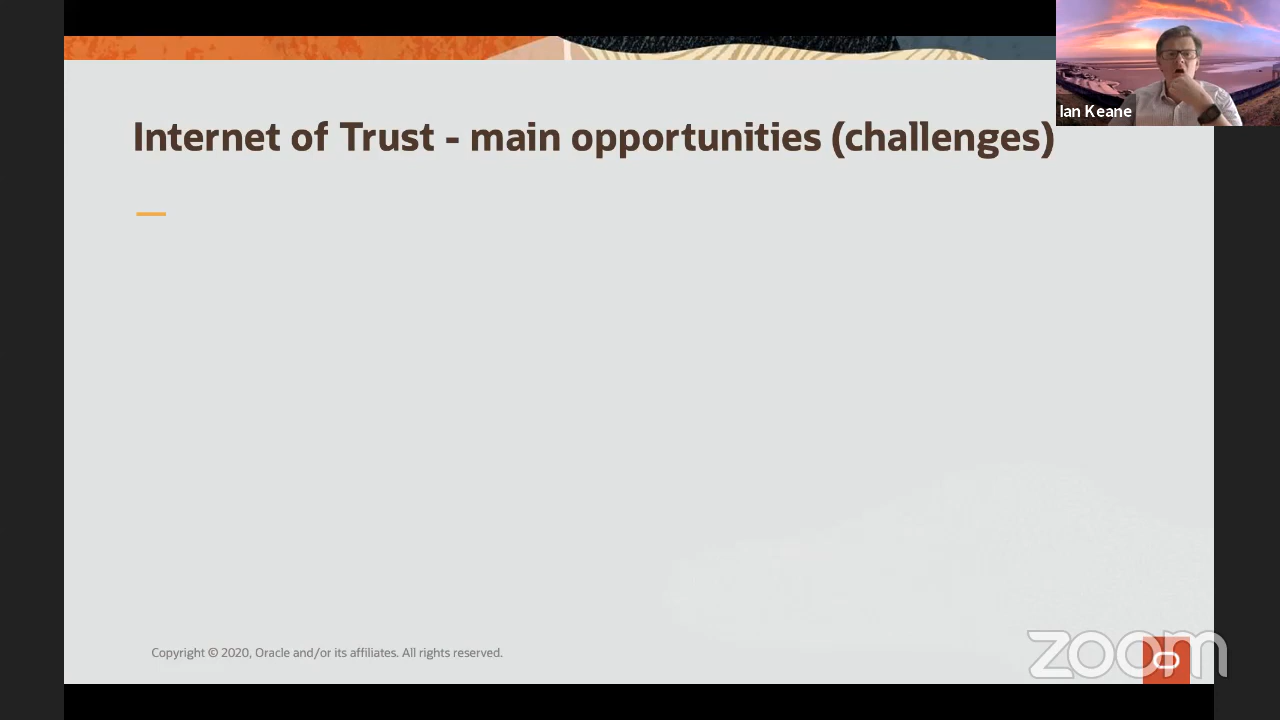 Ian Keane
Internet of Trust - main opportunities (challenges)
Copyright © 2020, Oracle and/or its affiliates. All rights reserved.
zoom